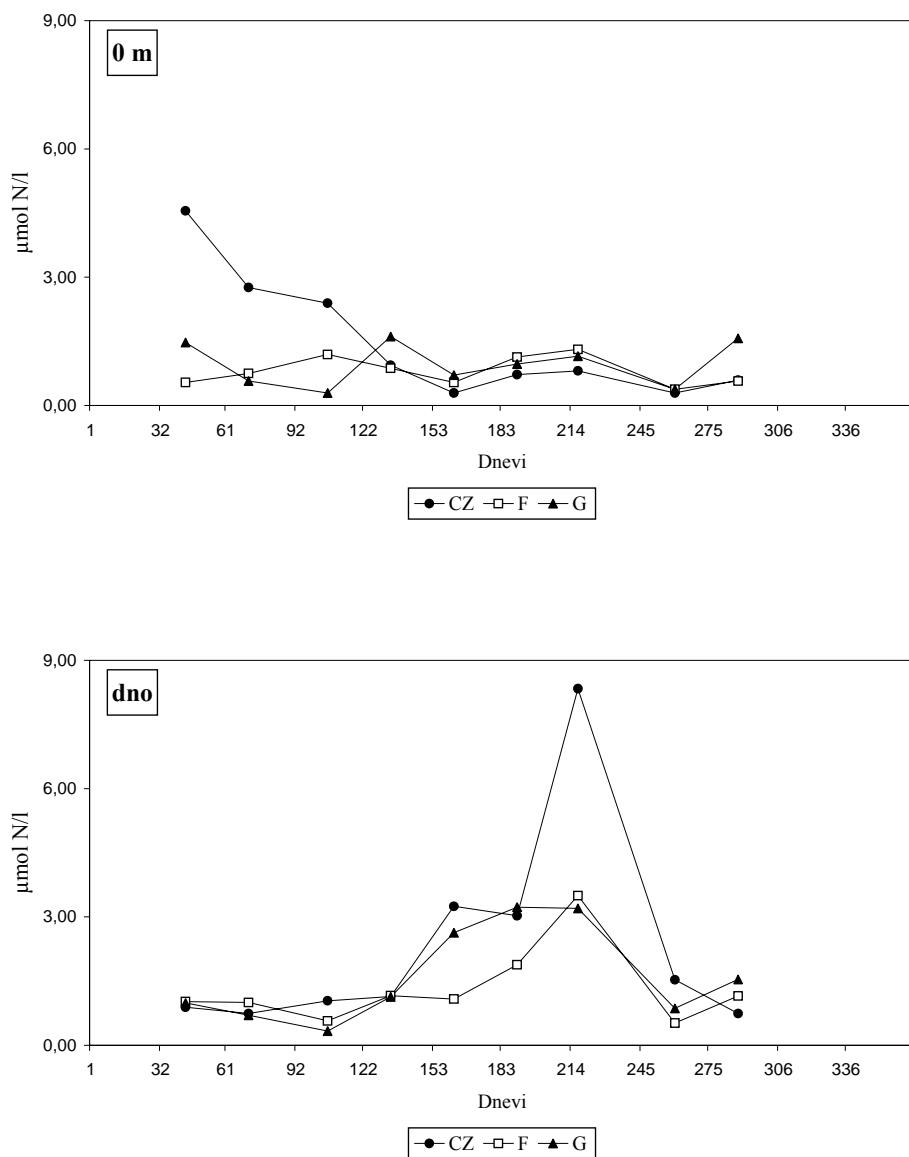 9,00
0 m
6,00
µmol N/l
3,00
0,00
1 32 61 92 122 153 183 214 245 275 306 336
Dnevi
CZ F G
9,00
dno
6,00
µmol N/l
3,00
0,00
1 32 61 92 122 153 183 214 245 275 306 336
Dnevi
CZ F G